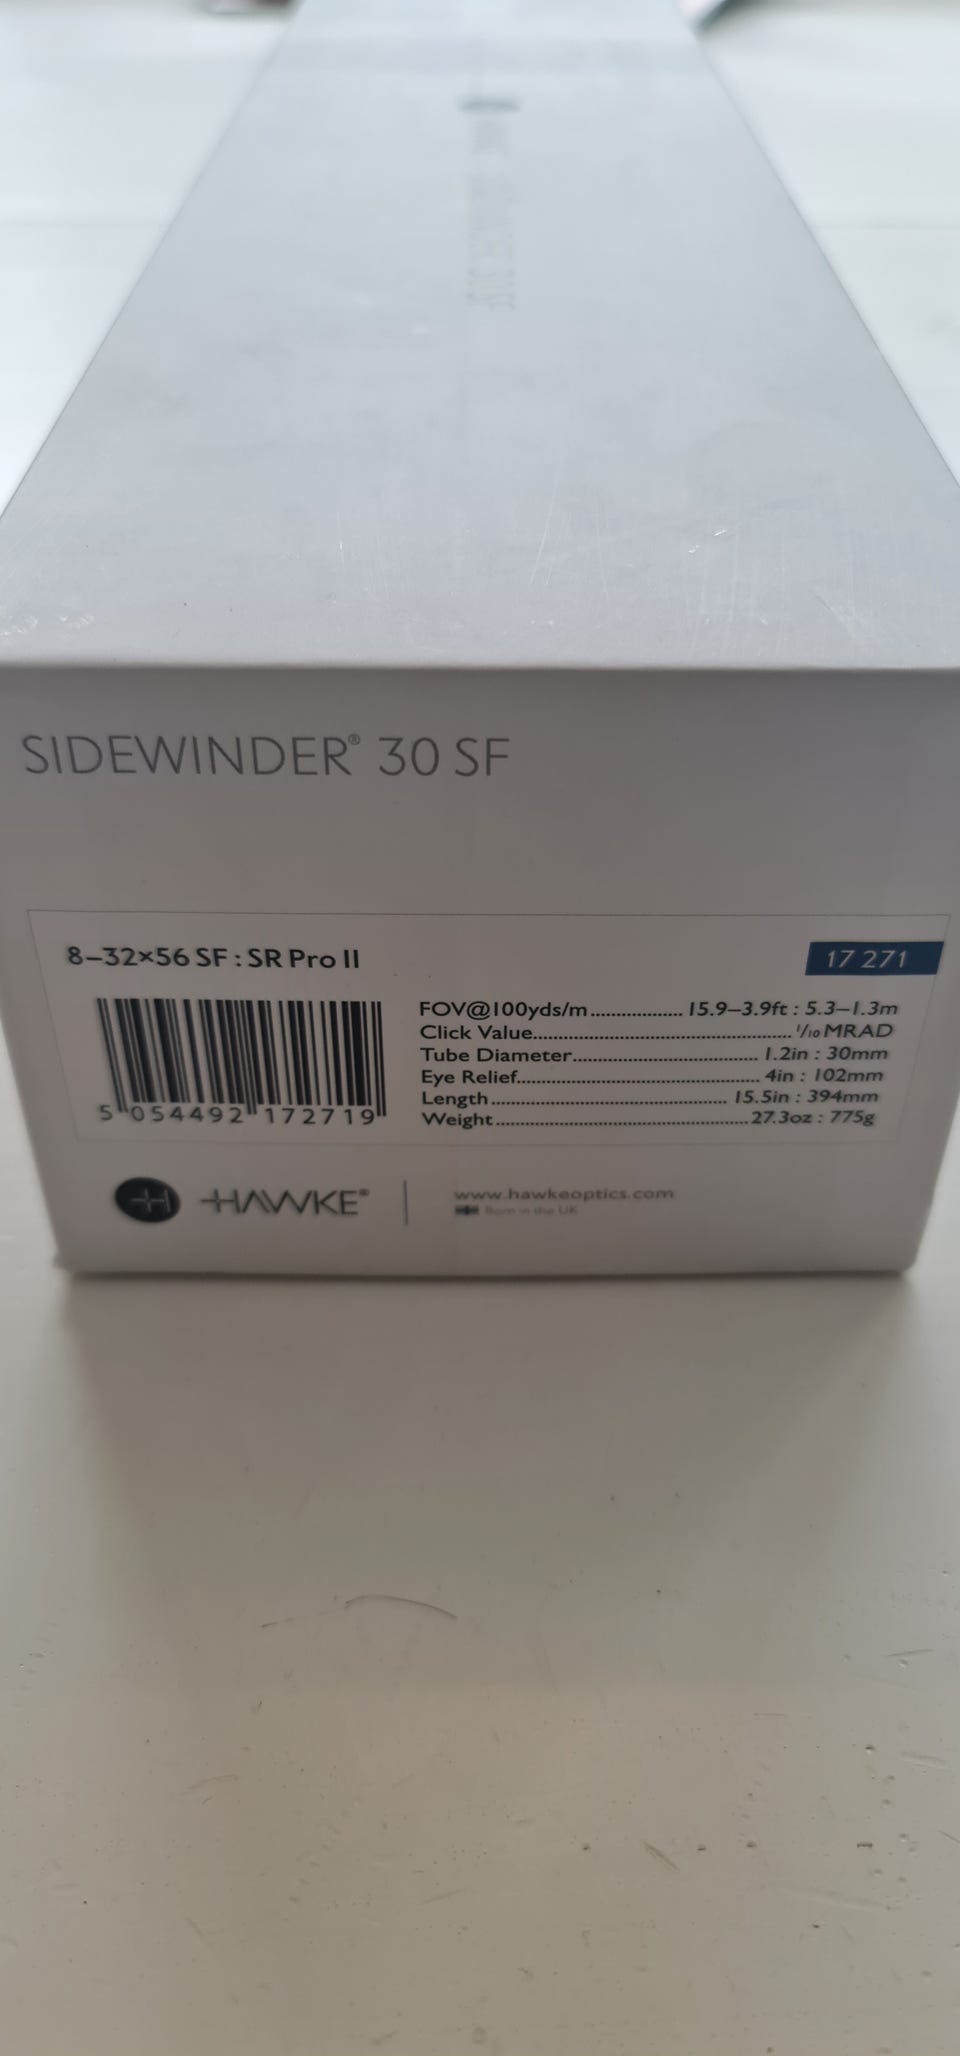 SIDEWINDER® 30 SF
8–32×56 SF : SR Pro II
17 271
FOV@100yds/m................. 15.9–3.9ft : 5.3–1.3m
Click Value................................................ 1/10 MRAD
Tube Diameter.................................. 1.2in : 30mm
Eye Relief............................................. 4in : 102mm
Length........................................... 15.5in : 394mm
Weight.............................................. 27.3oz : 775g
5 054492 172719
HAWKE®
www.hawkeoptics.com
Born in the UK